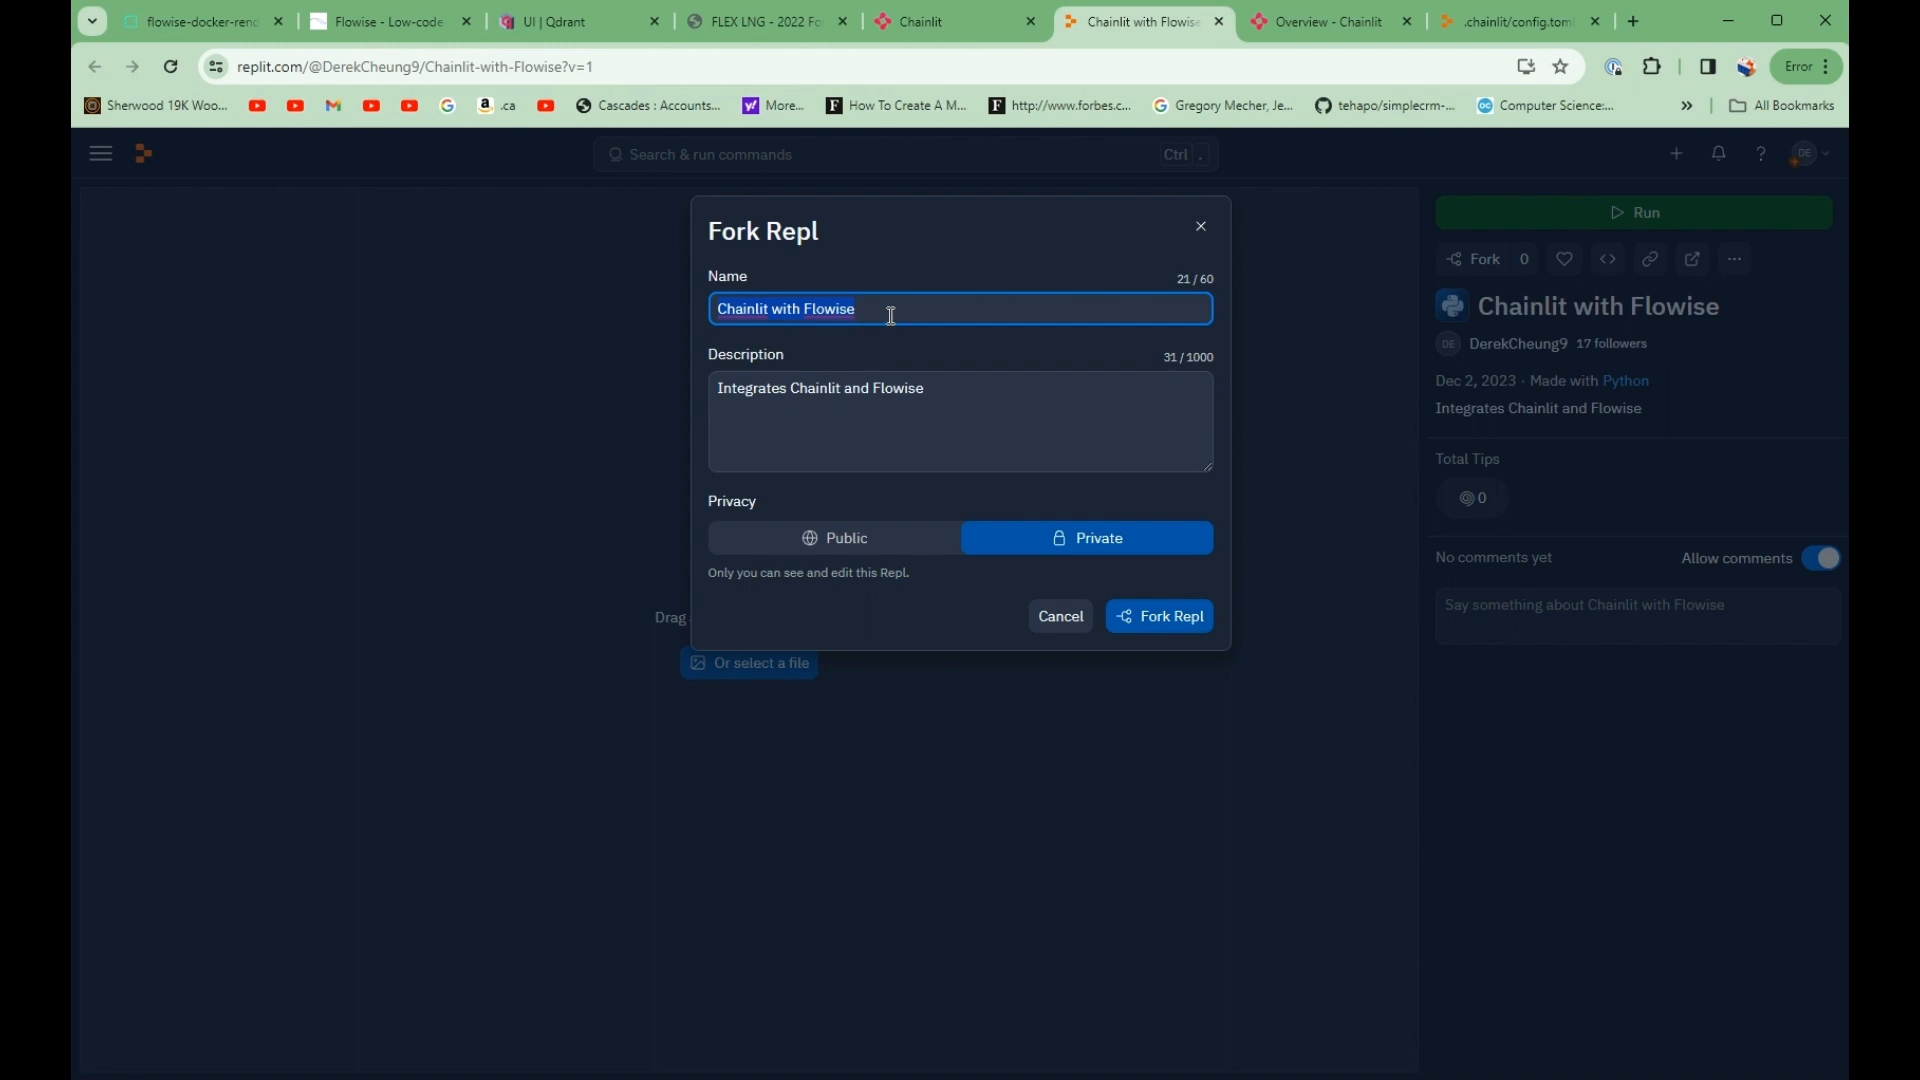 flowise-docker-rend
Flowise - Low-code
UI | Qdrant
FLEX LNG - 2022 Fo
Chainlit
Chainlit with Flowise
Overview - Chainlit
.chainlit/config.toml
replit.com/@DerekCheung9/Chainlit-with-Flowise?v=1
Error
Sherwood 19K Woo...
.ca
Cascades : Accounts...
More...
How To Create A M...
http://www.forbes.c...
Gregory Mecher, Je...
tehapo/simplecrm-...
Computer Science:...
»
All Bookmarks
Search & run commands
Ctrl .
DE
Fork Repl
Name
21 / 60
Chainlit with Flowise
Description
31 / 1000
Integrates Chainlit and Flowise
Privacy
Public
Private
Only you can see and edit this Repl.
Cancel
Fork Repl
Drag
Or select a file
Run
Fork 0
Chainlit with Flowise
DE DerekCheung9 17 followers
Dec 2, 2023 · Made with Python
Integrates Chainlit and Flowise
Total Tips
0
No comments yet
Allow comments
Say something about Chainlit with Flowise